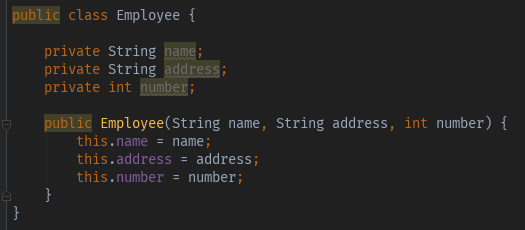 public class Employee {
private String name;
private String address;
private int number;
public Employee(String name, String address, int number) {
this.name = name;
this.address = address;
this.number = number;
}
}